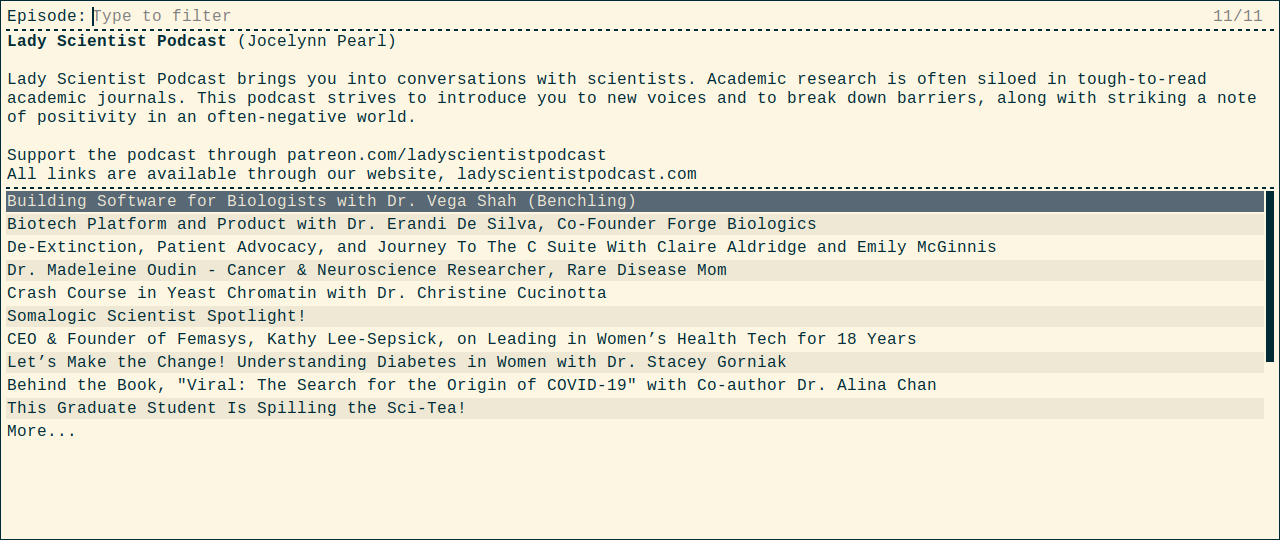 Episode: Type to filter 11/11
Lady Scientist Podcast (Jocelynn Pearl)
Lady Scientist Podcast brings you into conversations with scientists. Academic research is often siloed in tough-to-read
academic journals. This podcast strives to introduce you to new voices and to break down barriers, along with striking a note
of positivity in an often-negative world.
Support the podcast through patreon.com/ladyscientistpodcast
All links are available through our website, ladyscientistpodcast.com
Building Software for Biologists with Dr. Vega Shah (Benchling)
Biotech Platform and Product with Dr. Erandi De Silva, Co-Founder Forge Biologics
De-Extinction, Patient Advocacy, and Journey To The C Suite With Claire Aldridge and Emily McGinnis
Dr. Madeleine Oudin - Cancer & Neuroscience Researcher, Rare Disease Mom
Crash Course in Yeast Chromatin with Dr. Christine Cucinotta
Somalogic Scientist Spotlight!
CEO & Founder of Femasys, Kathy Lee-Sepsick, on Leading in Women’s Health Tech for 18 Years
Let’s Make the Change! Understanding Diabetes in Women with Dr. Stacey Gorniak
Behind the Book, "Viral: The Search for the Origin of COVID-19" with Co-author Dr. Alina Chan
This Graduate Student Is Spilling the Sci-Tea!
More...